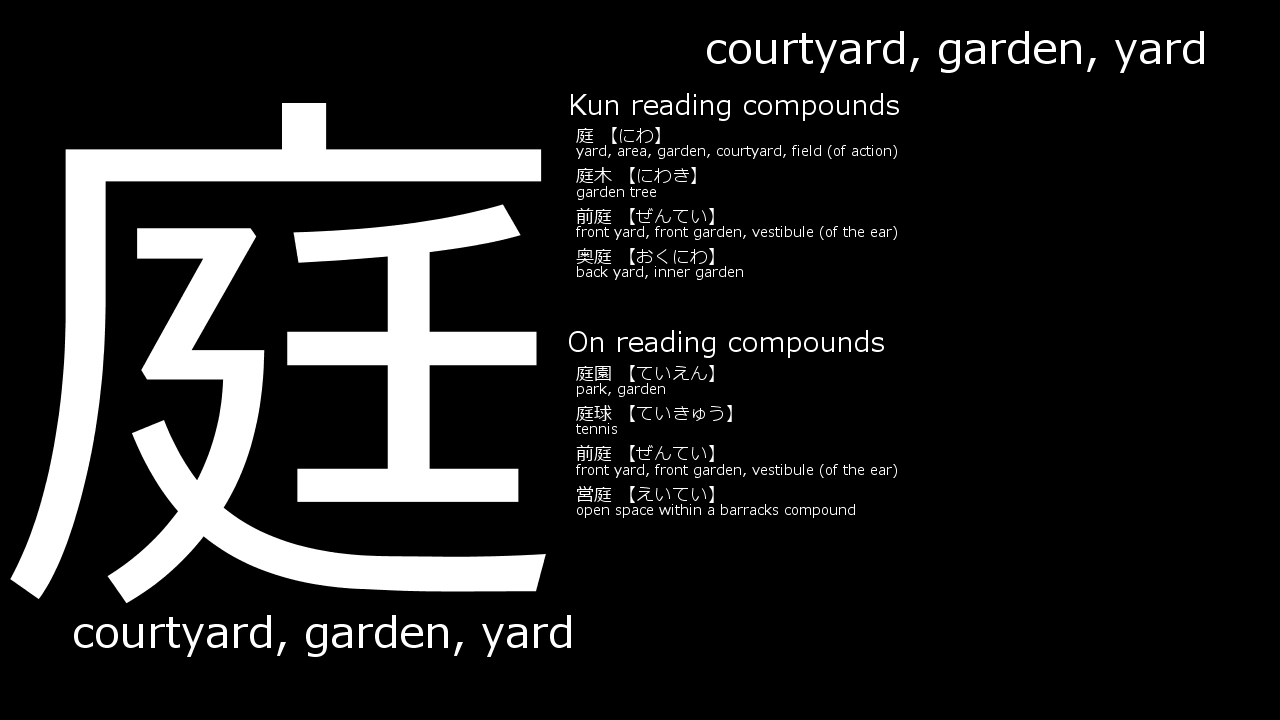 庭
courtyard, garden, yard
courtyard, garden, yard
Kun reading compounds
庭 【にわ】
yard, area, garden, courtyard, field (of action)
庭木 【にわき】
garden tree
前庭 【ぜんてい】
front yard, front garden, vestibule (of the ear)
奥庭 【おくにわ】
back yard, inner garden
On reading compounds
庭園 【ていえん】
park, garden
庭球 【ていきゅう】
tennis
前庭 【ぜんてい】
front yard, front garden, vestibule (of the ear)
営庭 【えいてい】
open space within a barracks compound